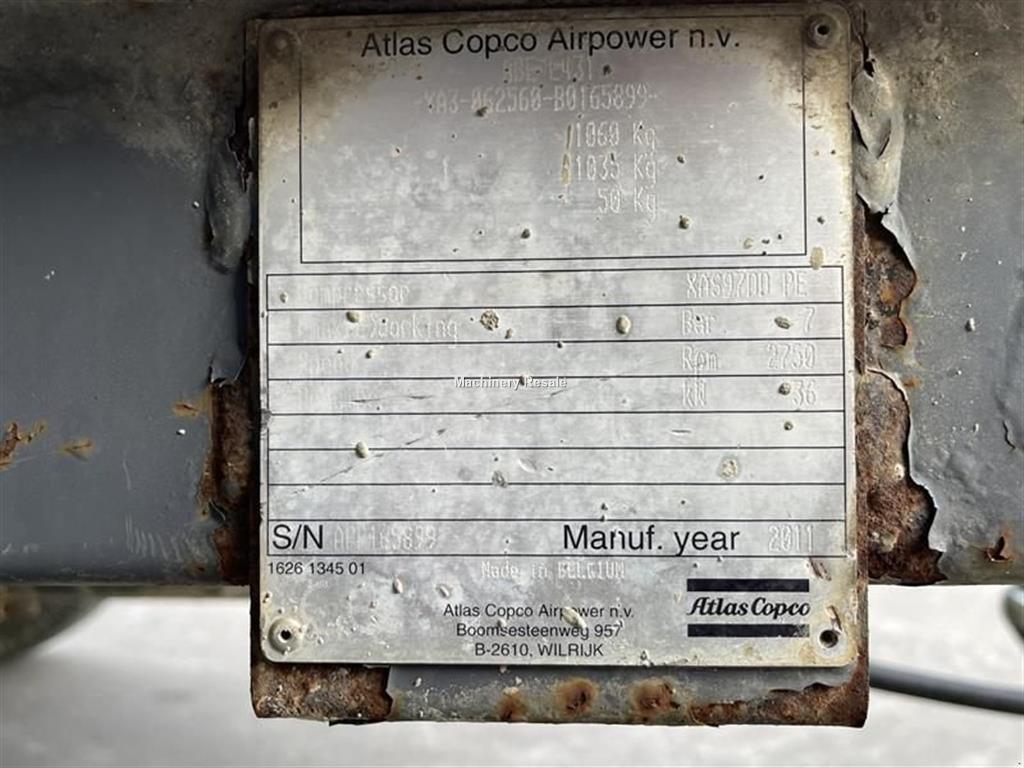 Atlas Copco Airpower n.v.
-YA3-062560-B0165899-
1060 Kg
1035 Kg
50 Kg
XAS97DD PE
Bar. 7
Rpm 2750
Machinery Resale
kW 36
S/N Manuf. year 2011
1626 1345 01
Made in BELGIUM
Atlas Copco Airpower n.v.
Boomsesteenweg 957
B-2610, WILRIJK
Atlas Copco